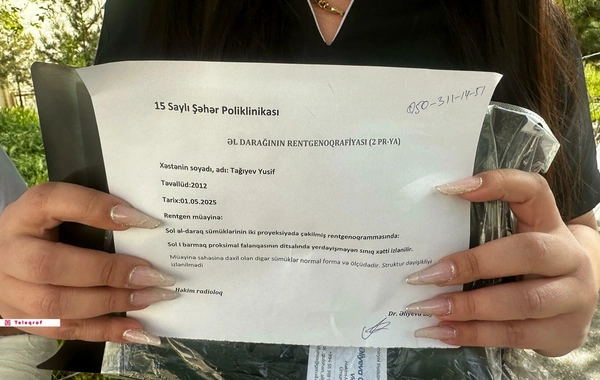 15 Saylı Şəhər Poliklinikası
050-311-14-51
ƏL DARAĞININ RENTGENOQRAFİYASI (2 PR-YA)
Xəstənin soyadı, adı: Tağıyev Yusif
Təvəllüd:2012
Tarix:01.05.2025
Rentgen müayinə:
Sol əl-daraq sümüklərinin iki proyeksiyada çəkilmiş rentgenoqrammasında:
Sol I barmaq proksimal falanqasının ditsalında yerdəyişməyən sınıq xətti izlənilir.
Müayinə sahəsinə daxil olan digər sümüklər normal forma və ölçüdədir. Struktur dəyişikliyi
izlənilmədi
Həkim radioloq
Dr. Əliyeva
Teleqraf